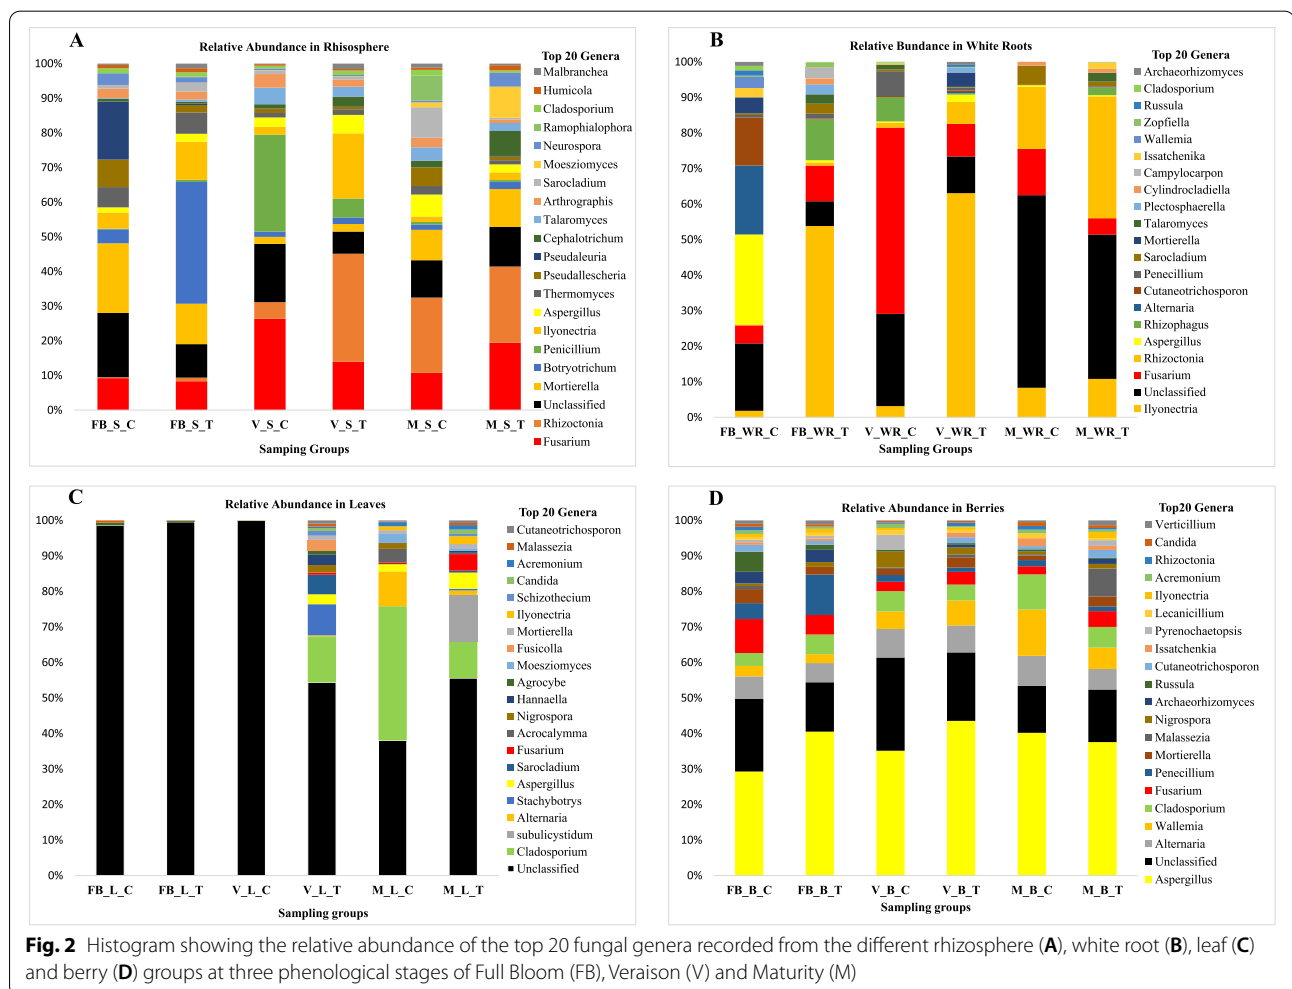 A
Relative Abundance in Rhisosphere
100%
90%
80%
70%
60%
50%
40%
30%
20%
10%
0%
FB_S_C FB_S_T V_S_C V_S_T M_S_C M_S_T
Samping Groups
Top 20 Genera
Malbranchea
Humicola
Cladosporium
Ramophialophora
Neurospora
Moesziomyces
Sarocladium
Arthrographis
Talaromyces
Cephalotrichum
Pseudaleuria
Pseudallescheria
Thermomyces
Aspergillus
Ilyonectria
Penicillium
Botryotrichum
Mortierella
Unclassified
Rhizoctonia
Fusarium
B
Relative Bundance in White Roots
100%
90%
80%
70%
60%
50%
40%
30%
20%
10%
0%
FB_WR_C FB_WR_T V_WR_C V_WR_T M_WR_C M_WR_T
Sampling Groups
Top 20 Genera
Archaeorhizomyces
Cladosporium
Russula
Zopfiella
Wallemia
Issatchenika
Campylocarpon
Cylindrocladiella
Plectosphaerella
Talaromyces
Mortierella
Sarocladium
Penecillium
Cutaneotrichosporon
Alternaria
Rhizophagus
Aspergillus
Rhizoctonia
Fusarium
Unclassified
Ilyonectria
C
Relative Abundance in Leaves
100%
90%
80%
70%
60%
50%
40%
30%
20%
10%
0%
FB_L_C FB_L_T V_L_C V_L_T M_L_C M_L_T
Sampling groups
Top 20 Genera
Cutaneotrichosporon
Malassezia
Acremonium
Candida
Schizothecium
Ilyonectria
Mortierella
Fusicolla
Moesziomyces
Agrocybe
Hannaella
Nigrospora
Acrocalymma
Fusarium
Sarocladium
Aspergillus
Stachybotrys
Alternaria
subulicystidum
Cladosporium
Unclassified
D
Relative Abundance in Berries
100%
90%
80%
70%
60%
50%
40%
30%
20%
10%
0%
FB_B_C FB_B_T V_B_C V_B_T M_B_C M_B_T
Sampling groups
Top20 Genera
Verticillium
Candida
Rhizoctonia
Acremonium
Ilyonectria
Lecanicillium
Pyrenochaetopsis
Issatchenkia
Cutaneotrichosporon
Russula
Archaeorhizomyces
Nigrospora
Malassezia
Mortierella
Penecillium
Fusarium
Cladosporium
Wallemia
Alternaria
Unclassified
Aspergillus
Fig. 2 Histogram showing the relative abundance of the top 20 fungal genera recorded from the different rhizosphere (A), white root (B), leaf (C)
and berry (D) groups at three phenological stages of Full Bloom (FB), Veraison (V) and Maturity (M)